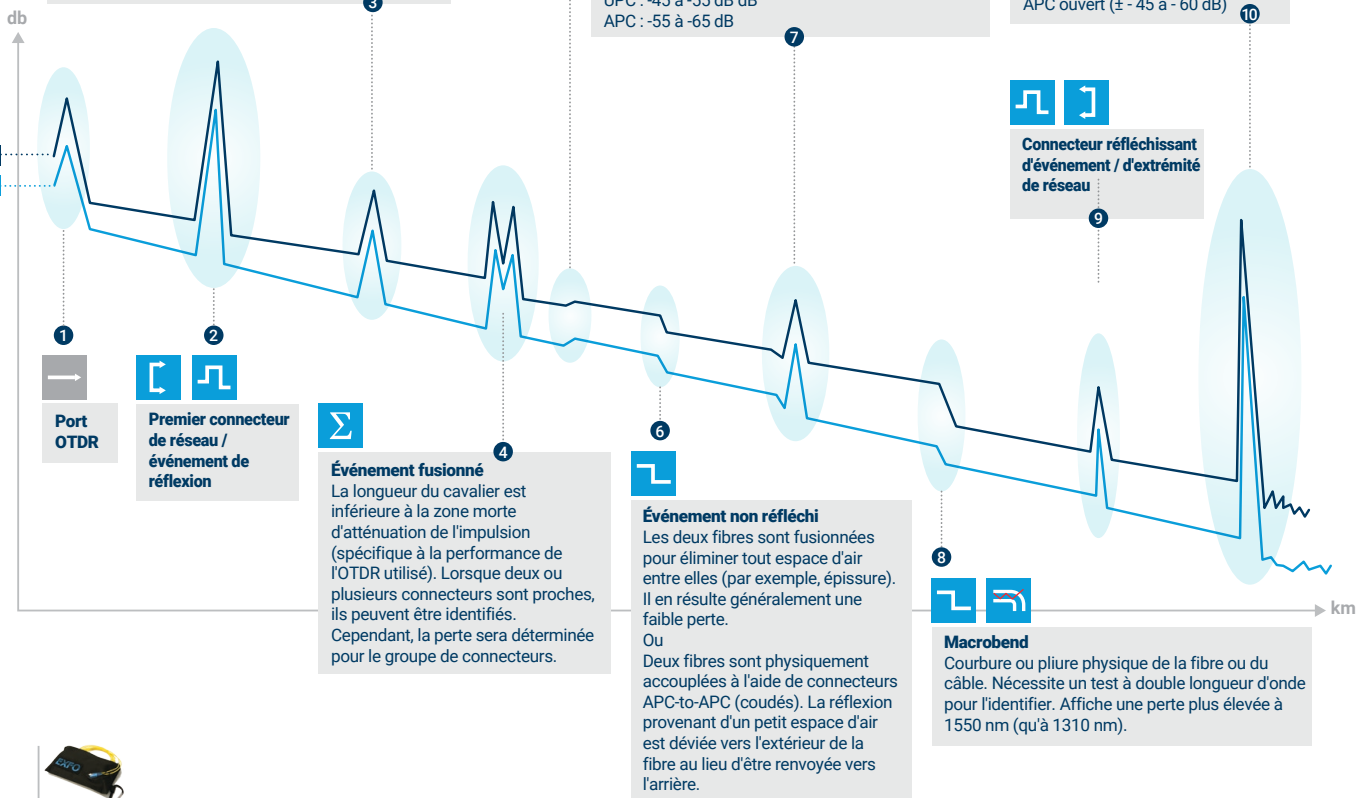 UPC : -45 à -55 dB dB
APC : -55 à -65 dB
APC ouvert (± - 45 à - 60 dB)
db
3
10
7
Connecteur réfléchissant
d'événement / d'extrémité
de réseau
9
1
2
Port
OTDR
Premier connecteur
de réseau /
événement de
réflexion
Σ
4
Événement fusionné
La longueur du cavalier est
inférieure à la zone morte
d'atténuation de l'impulsion
(spécifique à la performance de
l'OTDR utilisé). Lorsque deux ou
plusieurs connecteurs sont proches,
ils peuvent être identifiés.
Cependant, la perte sera déterminée
pour le groupe de connecteurs.
6
Événement non réfléchi
Les deux fibres sont fusionnées
pour éliminer tout espace d'air
entre elles (par exemple, épissure).
Il en résulte généralement une
faible perte.
Ou
Deux fibres sont physiquement
accouplées à l'aide de connecteurs
APC-to-APC (coudés). La réflexion
provenant d'un petit espace d'air
est déviée vers l'extérieur de la
fibre au lieu d'être renvoyée vers
l'arrière.
8
km
Macrobend
Courbure ou pliure physique de la fibre ou du
câble. Nécessite un test à double longueur d'onde
pour l'identifier. Affiche une perte plus élevée à
1550 nm (qu'à 1310 nm).
EXFO